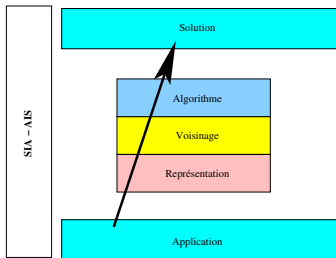 SIA – AIS
Solution
Algorithme
Voisinage
Représentation
Application